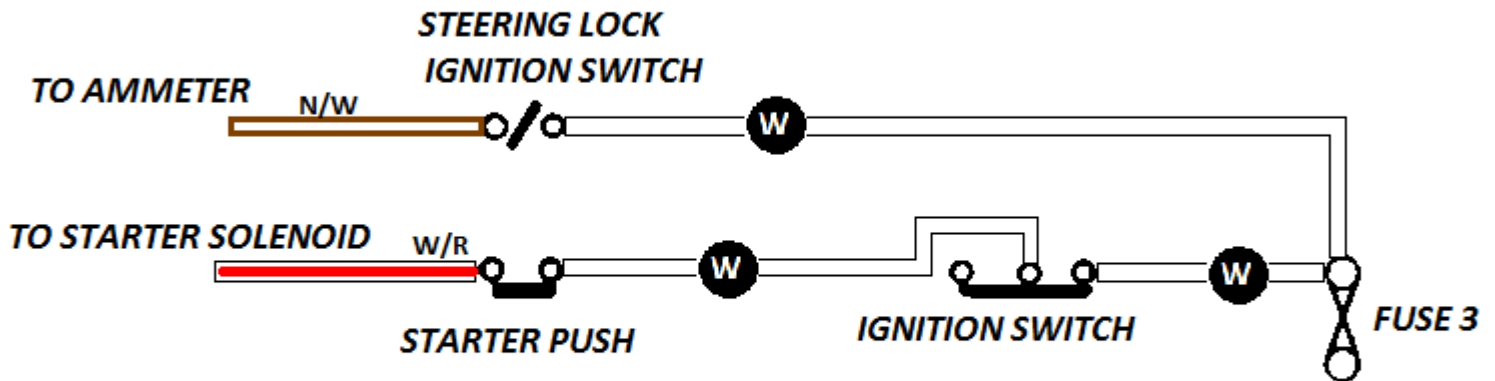 STEERING LOCK
IGNITION SWITCH
TO AMMETER
N/W
W
TO STARTER SOLENOID
W/R
W
W
STARTER PUSH
IGNITION SWITCH
FUSE 3